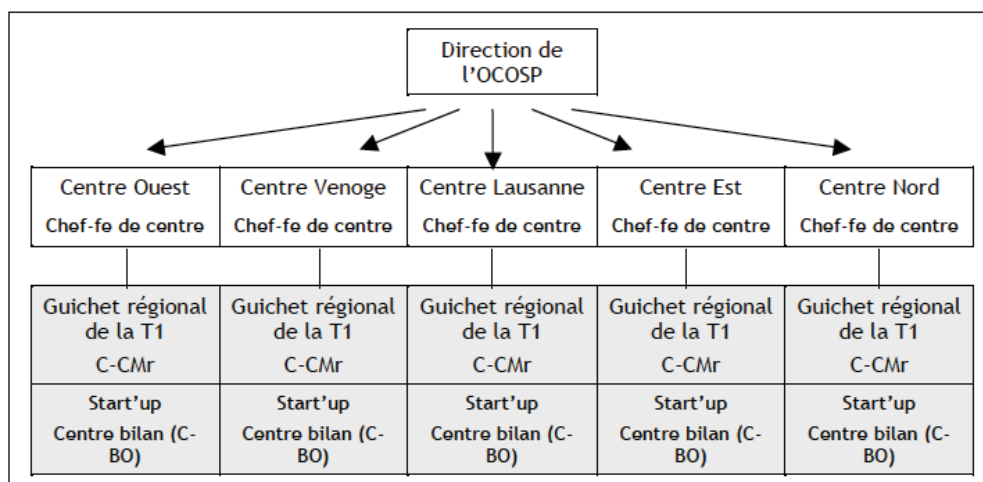 Direction de
l’OCOSP
Centre Ouest
Chef-fe de centre
Centre Venoge
Chef-fe de centre
Centre Lausanne
Chef-fe de centre
Centre Est
Chef-fe de centre
Centre Nord
Chef-fe de centre
Guichet régional
de la T1
C-CMr
Guichet régional
de la T1
C-CMr
Guichet régional
de la T1
C-CMr
Guichet régional
de la T1
C-CMr
Guichet régional
de la T1
C-CMr
Start’up
Centre bilan (C-
BO)
Start’up
Centre bilan (C-
BO)
Start’up
Centre bilan (C-
BO)
Start’up
Centre bilan (C-
BO)
Start’up
Centre bilan (C-
BO)